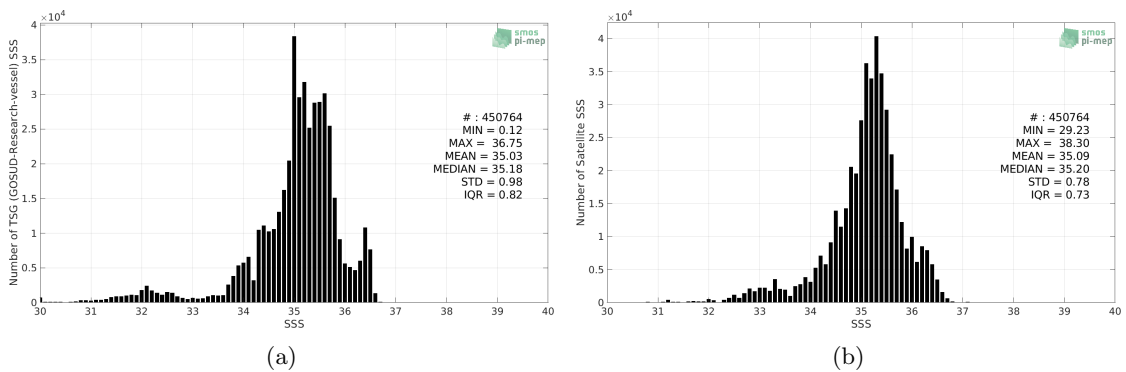 ×10⁴
4
3.5
3
2.5
2
1.5
1
0.5
0
Number of TSG (GOSUD-Research-vessel) SSS
smos
pi-mep
# : 450764
MIN = 0.12
MAX = 36.75
MEAN = 35.03
MEDIAN = 35.18
STD = 0.98
IQR = 0.82
30 31 32 33 34 35 36 37 38 39 40
SSS
(a)
×10⁴
4
3.5
3
2.5
2
1.5
1
0.5
0
Number of Satellite SSS
smos
pi-mep
# : 450764
MIN = 29.23
MAX = 38.30
MEAN = 35.09
MEDIAN = 35.20
STD = 0.78
IQR = 0.73
30 31 32 33 34 35 36 37 38 39 40
SSS
(b)